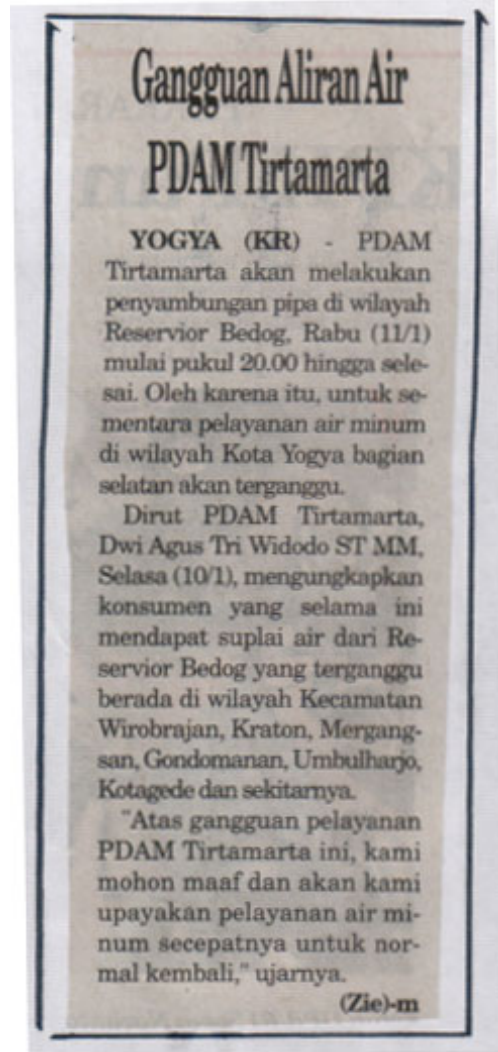 Gangguan Aliran Air
PDAM Tirtamarta
YOGYA (KR) - PDAM
Tirtamarta akan melakukan
penyambungan pipa di wilayah
Reservior Bedog, Rabu (11/1)
mulai pukul 20.00 hingga sele-
sai. Oleh karena itu, untuk se-
mentara pelayanan air minum
di wilayah Kota Yogya bagian
selatan akan terganggu.
Dirut PDAM Tirtamarta,
Dwi Agus Tri Widodo ST MM,
Selasa (10/1), mengungkapkan
konsumen yang selama ini
mendapat suplai air dari Re-
servior Bedog yang terganggu
berada di wilayah Kecamatan
Wirobrajan, Kraton, Mergang-
san, Gondomanan, Umbulharjo,
Kotagede dan sekitarnya.
"Atas gangguan pelayanan
PDAM Tirtamarta ini, kami
mohon maaf dan akan kami
upayakan pelayanan air mi-
num secepatnya untuk nor-
mal kembali," ujarnya.
(Zie)-m